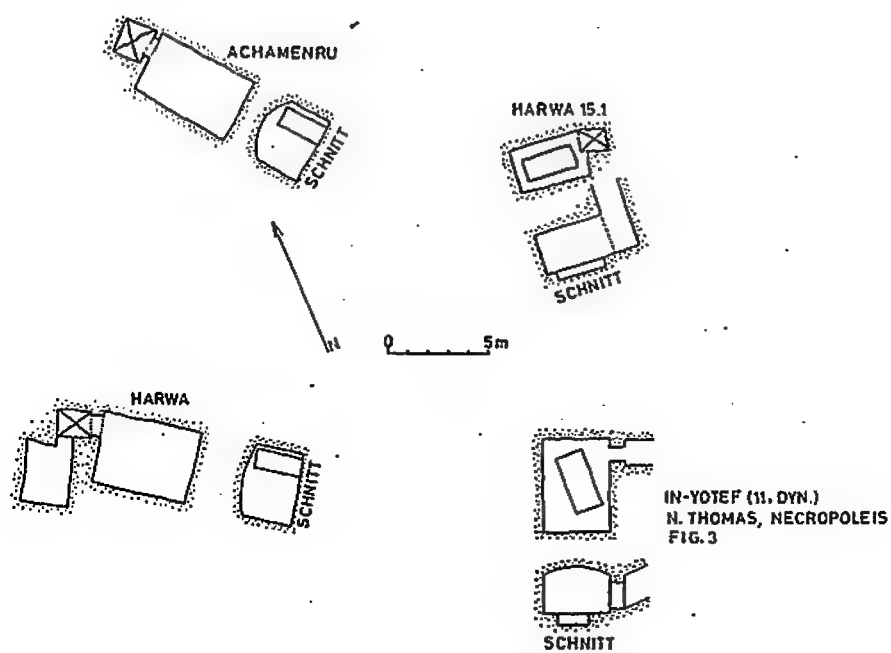 ACHAMENRU
SCHNITT
HARWA 15.1
SCHNITT
N
0 5m
HARWA
SCHNITT
IN-YOTEF (11. DYN.)
N. THOMAS, NECROPOLEIS
FIG. 3
SCHNITT